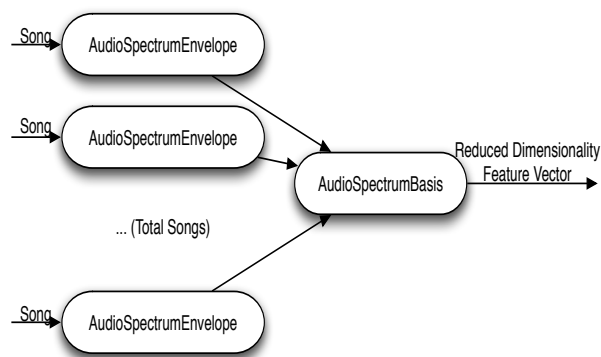 Song
AudioSpectrumEnvelope
Song
AudioSpectrumEnvelope
Reduced Dimensionality
Feature Vector
AudioSpectrumBasis
... (Total Songs)
Song
AudioSpectrumEnvelope